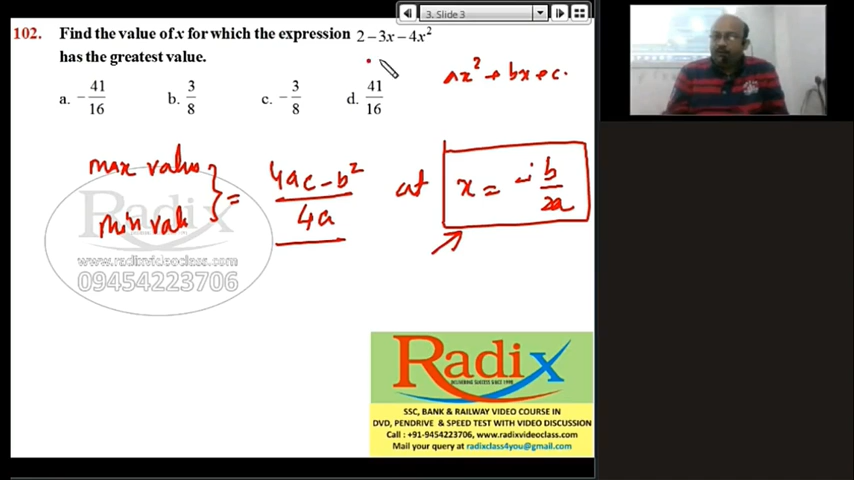 3. Slide 3
102. Find the value of x for which the expression 2 − 3x − 4x²
has the greatest value.
a. −41/16 b. 3/8 c. −3/8 d. 41/16
ax² + bx + c.
max value
min valu
} = 4ac − b² / 4a at x = − b/2a
Radix
www.radixvideoclass.com
09454223706
Radix
DELIVERING SUCCESS SINCE 1998
SSC, BANK & RAILWAY VIDEO COURSE IN
DVD, PENDRIVE & SPEED TEST WITH VIDEO DISCUSSION
Call : +91-9454223706, www.radixvideoclass.com
Mail your query at radixclass4you@gmail.com